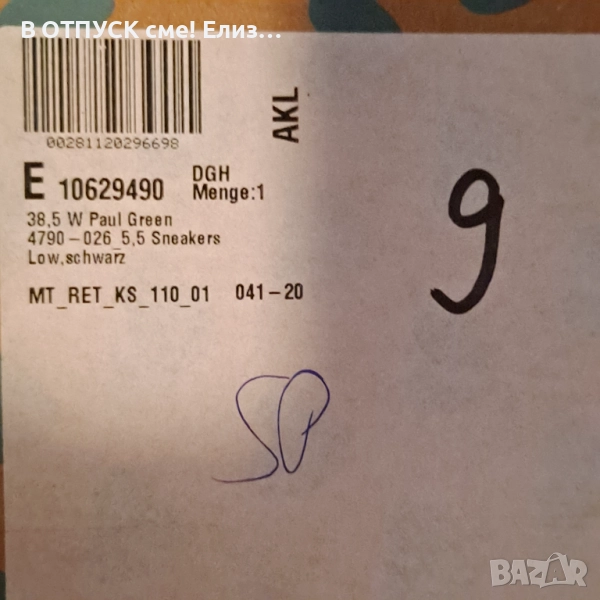 В ОТПУСК сме! Елиз...
00281120296698
AKL
E 10629490 DGH
Menge:1
38,5 W Paul Green
4790-026_5,5 Sneakers
Low,schwarz
MT_RET_KS_110_01 041-20
9
BAZAR